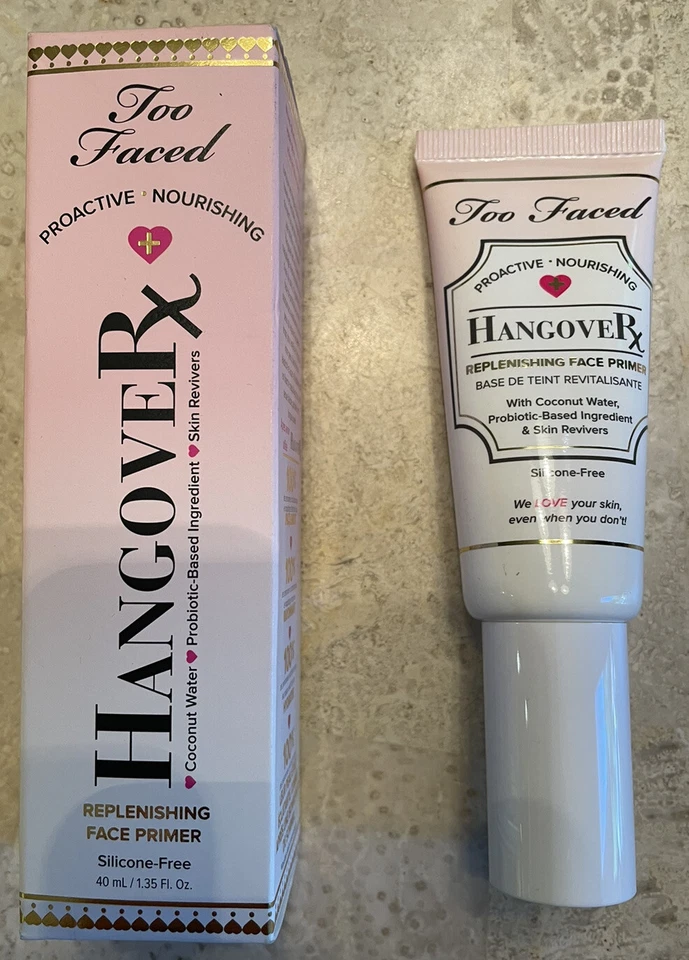 Too
Faced
PROACTIVE · NOURISHING
HANGOVERx
Coconut Water Probiotic-Based Ingredient Skin Revivers
REPLENISHING
FACE PRIMER
Silicone-Free
40 mL / 1.35 Fl. Oz.
Too Faced
PROACTIVE · NOURISHING
HANGOVERx
REPLENISHING FACE PRIMER
BASE DE TEINT REVITALISANTE
With Coconut Water,
Probiotic-Based Ingredient
& Skin Revivers
Silicone-Free
We LOVE your skin,
even when you don't!